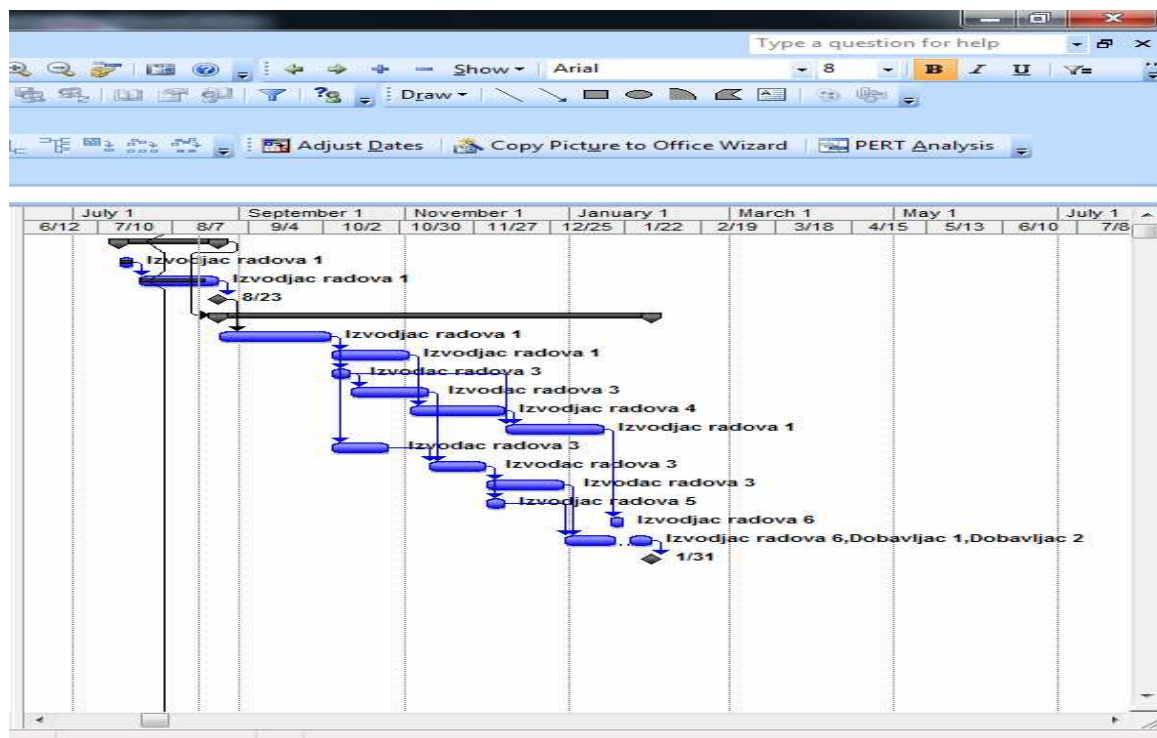 Type a question for help
Show Arial 8 B I U
Draw
Adjust Dates Copy Picture to Office Wizard PERT Analysis
July 1 September 1 November 1 January 1 March 1 May 1 July 1
6/12 7/10 8/7 9/4 10/2 10/30 11/27 12/25 1/22 2/19 3/18 4/15 5/13 6/10 7/8
Izvodjac radova 1
Izvodjac radova 1
8/23
Izvodjac radova 1
Izvodjac radova 1
Izvodac radova 3
Izvodac radova 3
Izvodjac radova 4
Izvodjac radova 1
Izvodac radova 3
Izvodac radova 3
Izvodac radova 3
Izvodjac radova 5
Izvodjac radova 6
Izvodjac radova 6,Dobavljac 1,Dobavljac 2
1/31